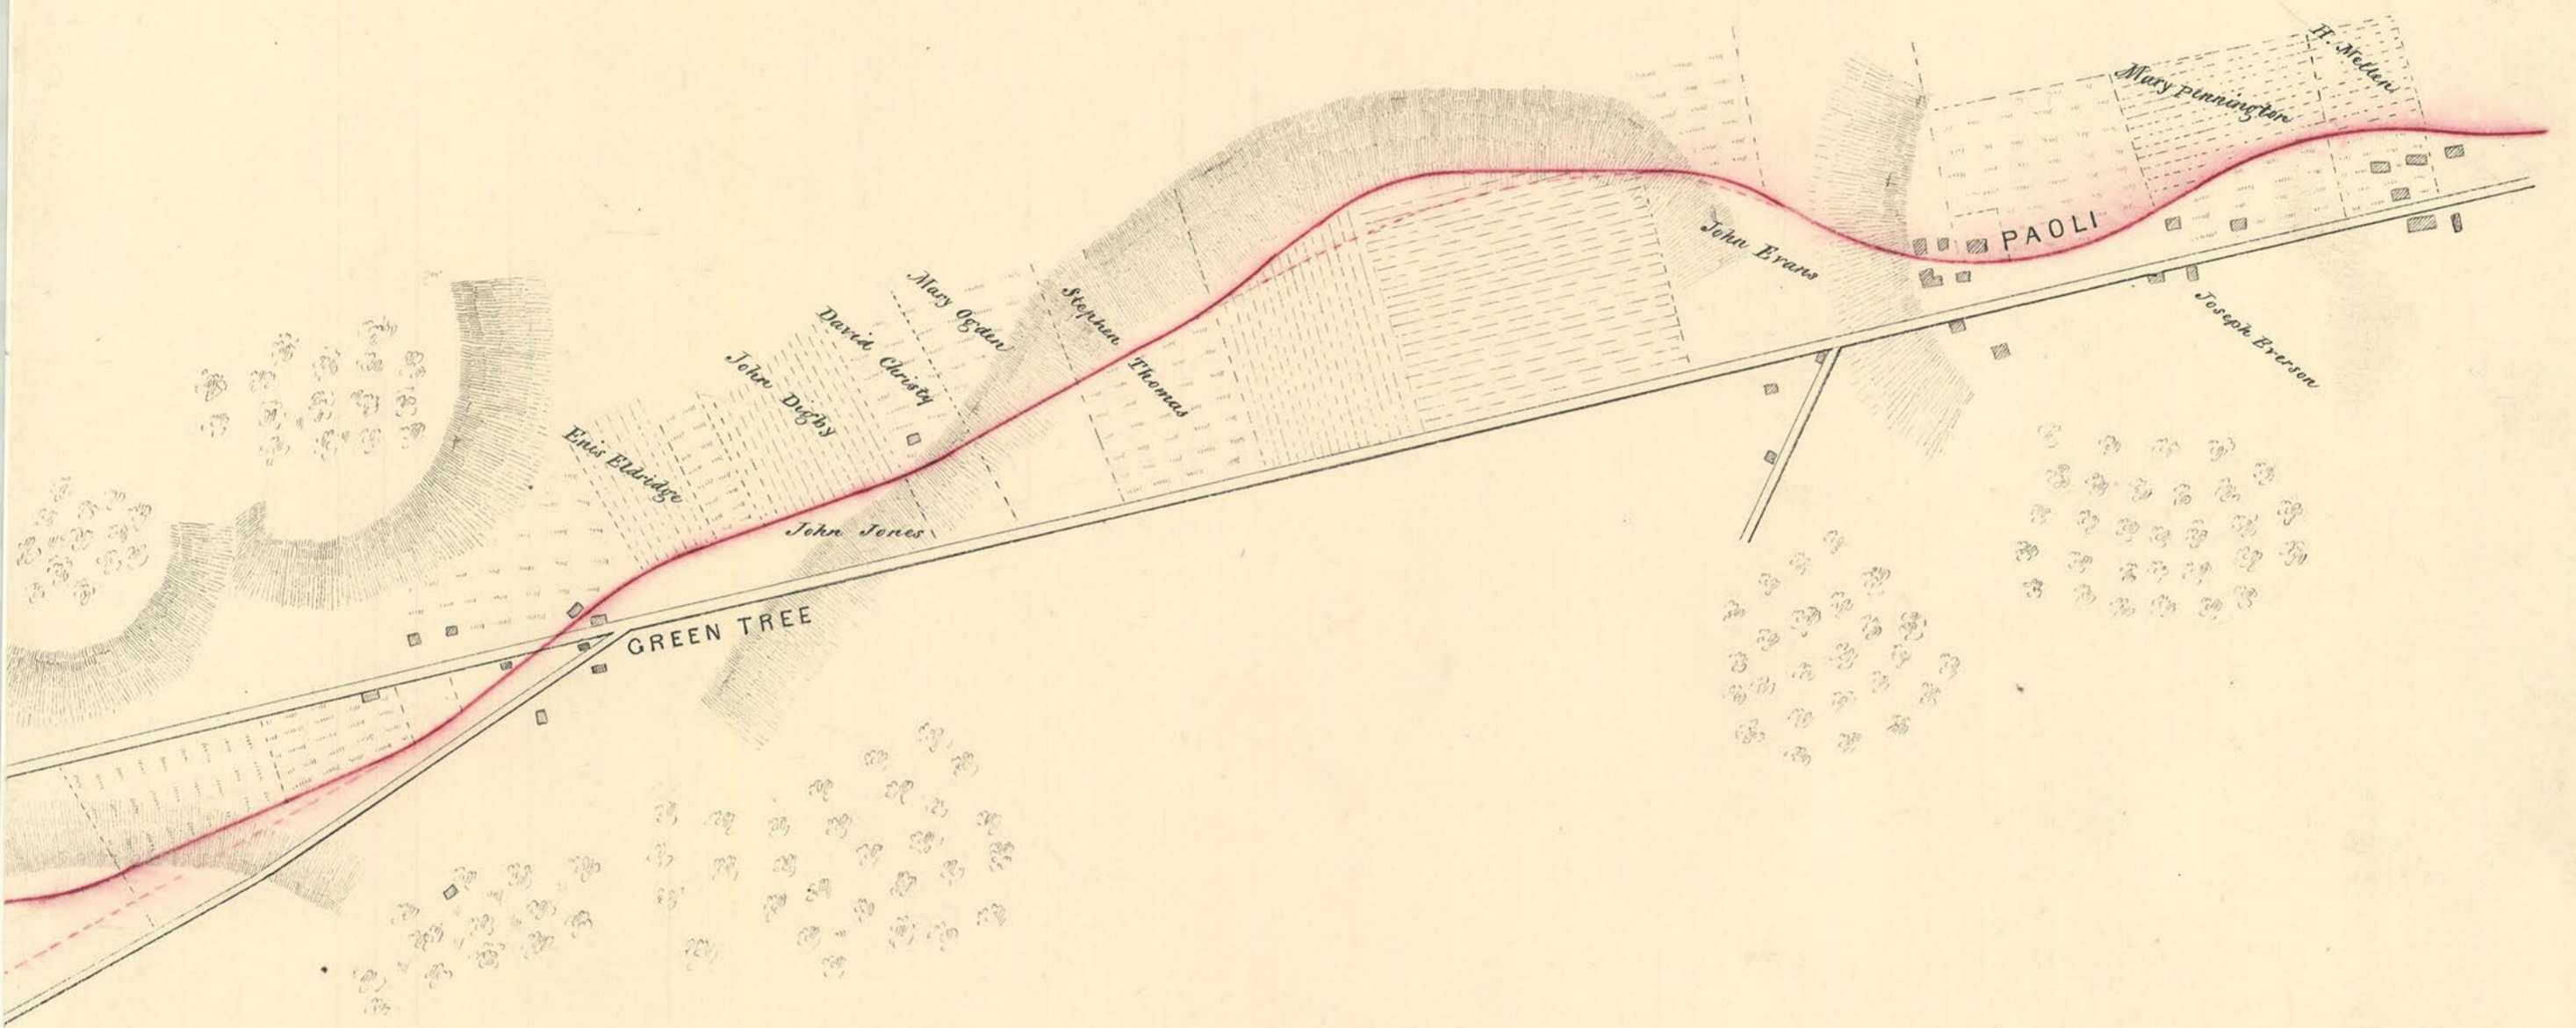 H. Mellen
Mary pinnington
PAOLI
John Evans
Joseph Everson
Mary Ogden
Stephen Thomas
David Christy
John Digby
Enis Eldridge
John Jones
GREEN TREE